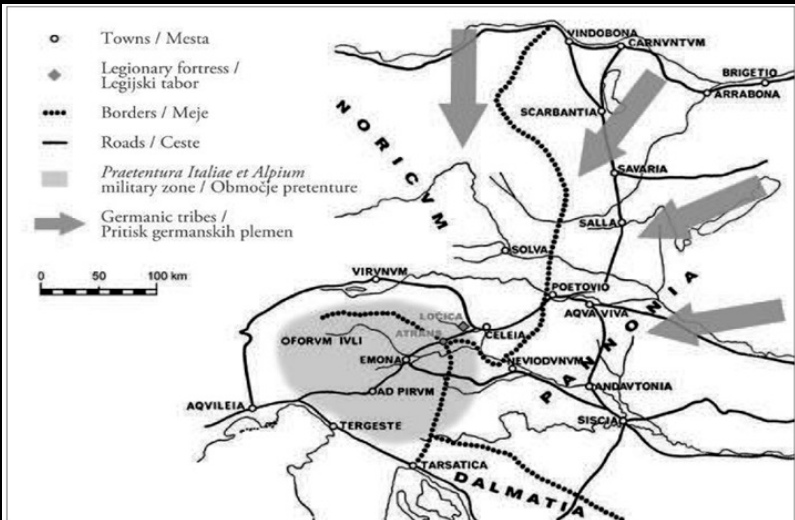 Towns / Mesta
Legionary fortress /
Legijski tabor
Borders / Meje
Roads / Ceste
Praetentura Italiae et Alpium
military zone / Območje pretenture
Germanic tribes /
Pritisk germanskih plemen
0 50 100 km
VINDOBONA
CARNVNTVM
BRIGETIO
ARRABONA
SCARBANTIA
NORICVM
SAVARIA
SALLA
SOLVA
VIRVNVM
POETOVIO
AQVA VIVA
PANNONIA
LOCICA
ATRANS
CELEIA
OFORVM IVLI
EMONA
NEVIODVNVM
ANDAVTONIA
AD PIRVM
SISCIA
AQVILEIA
TERGESTE
TARSATICA
DALMATIA